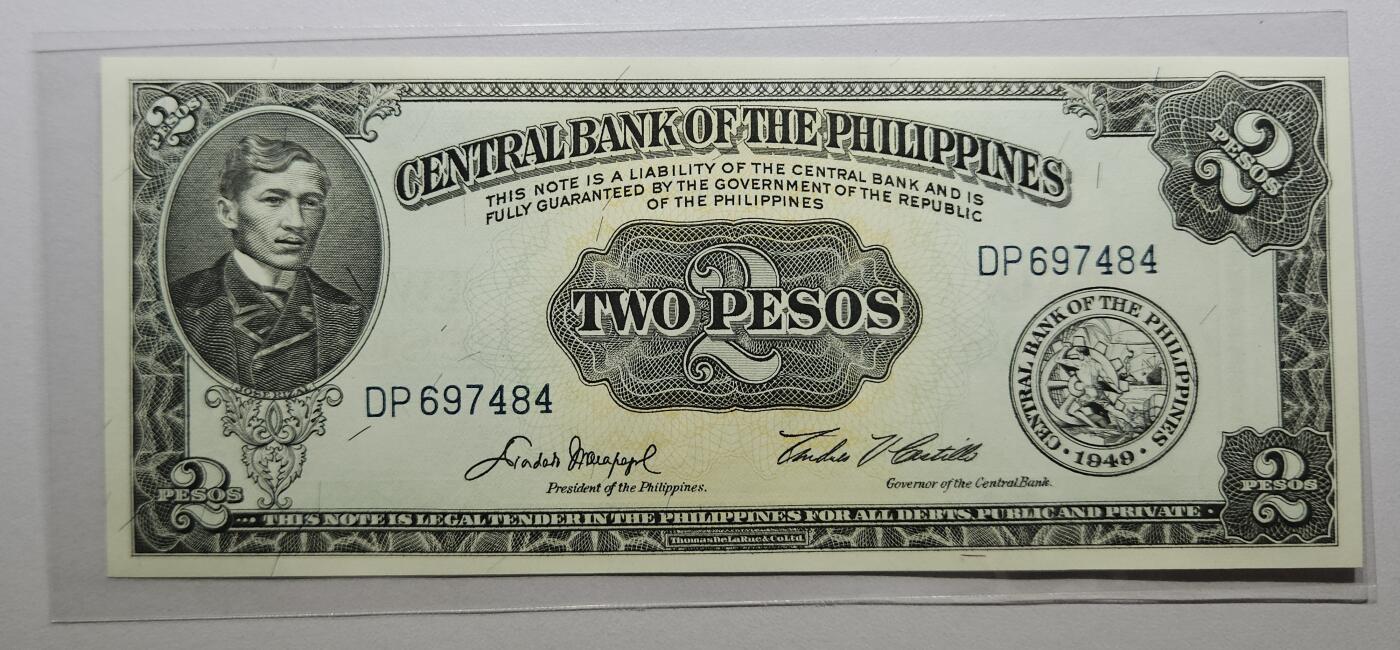 2
CENTRAL BANK OF THE PHILIPPINES
THIS NOTE IS A LIABILITY OF THE CENTRAL BANK AND IS
FULLY GUARANTEED BY THE GOVERNMENT OF THE REPUBLIC
OF THE PHILIPPINES
2 PESOS
DP697484
2
TWO PESOS
CENTRAL BANK OF THE PHILIPPINES
· 1949 ·
JOSE RIZAL
DP697484
President of the Philippines.
Governor of the Central Bank.
2 PESOS
2 PESOS
... THIS NOTE IS LEGAL TENDER IN THE PHILIPPINES FOR ALL DEBTS, PUBLIC AND PRIVATE ·
Thomas De La Rue & Co Ltd.